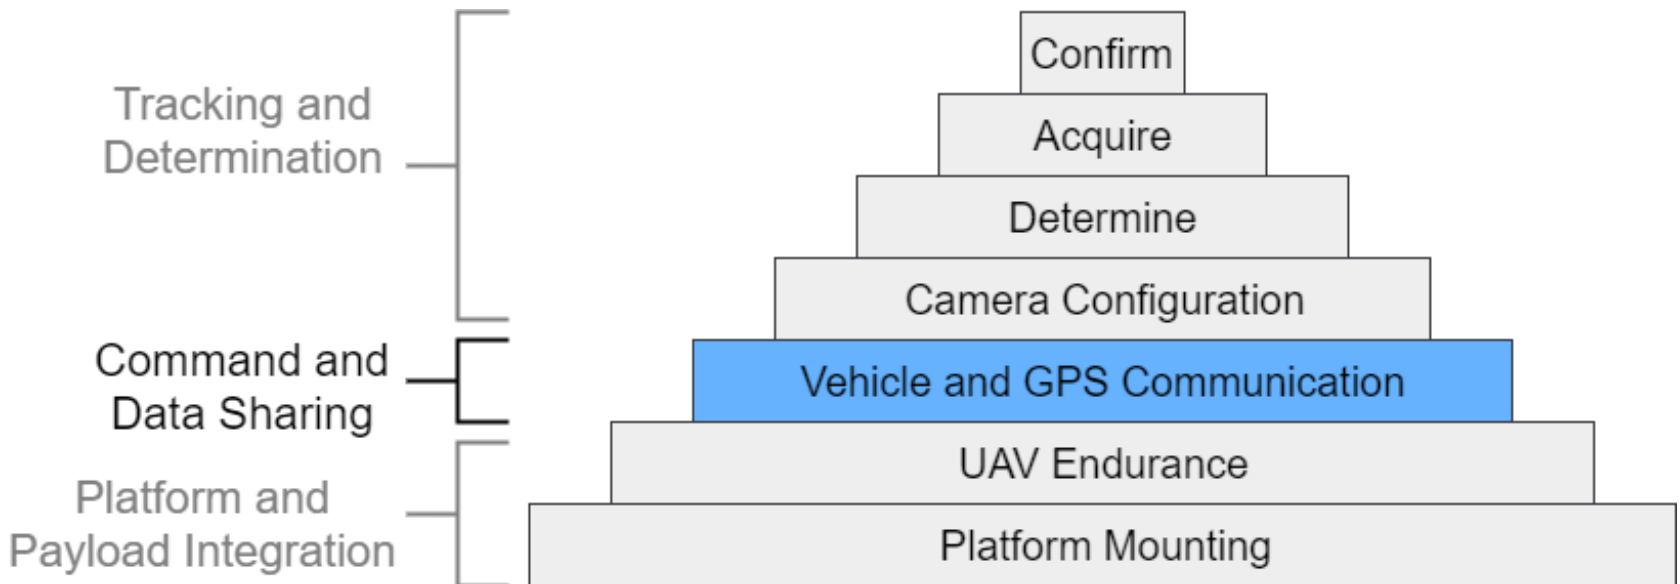 Tracking and
Determination
Command and
Data Sharing
Platform and
Payload Integration
Confirm
Acquire
Determine
Camera Configuration
Vehicle and GPS Communication
UAV Endurance
Platform Mounting